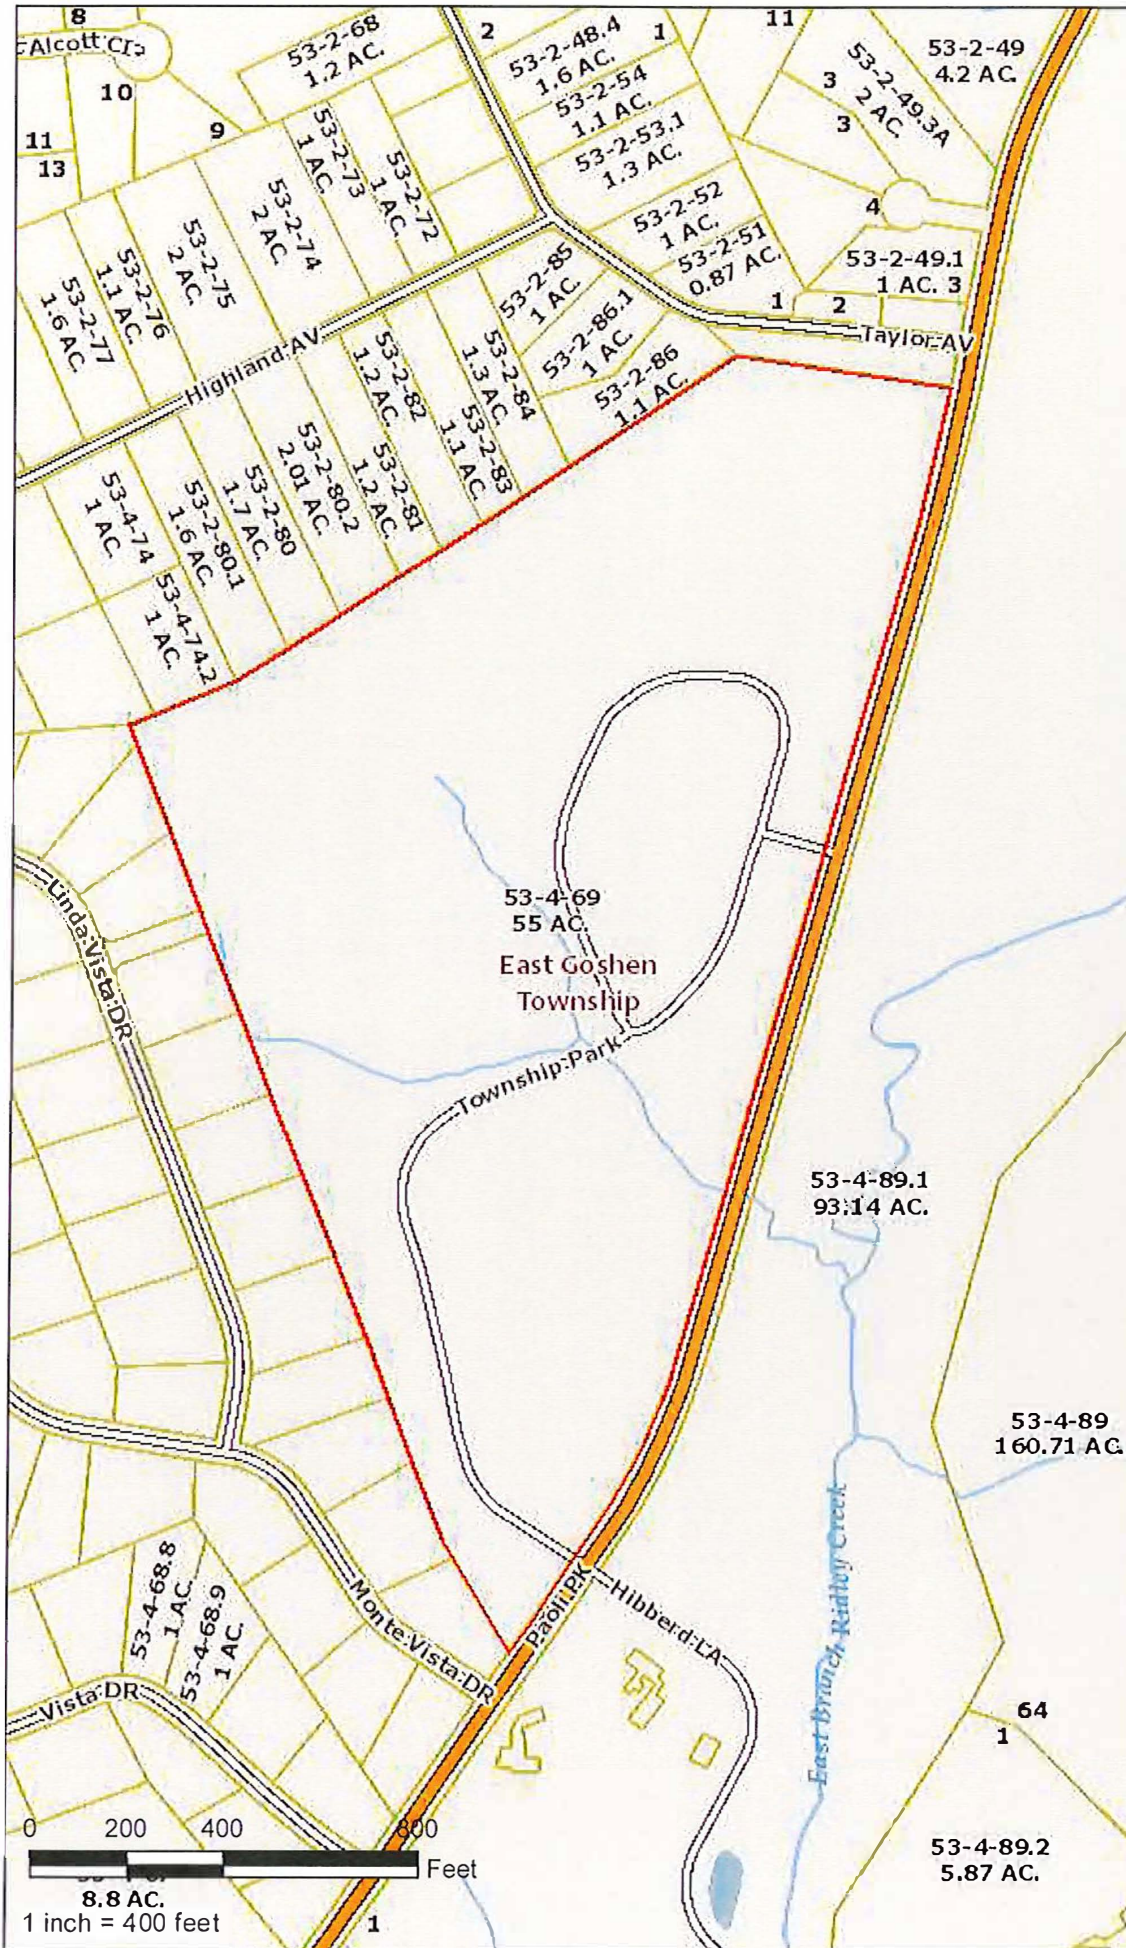 8
Alcott CI
10
11
13
9
53-2-68
1.2 AC.
2
53-2-48.4
1.6 AC.
1
53-2-54
1.1 AC.
53-2-53.1
1.3 AC.
11
3
3
53-2-49.3A
2 AC.
53-2-49
4.2 AC.
53-2-73
1 AC.
53-2-72
1 AC.
53-2-74
2 AC.
53-2-75
2 AC.
53-2-76
1.1 AC.
53-2-77
1.6 AC.
53-2-52
1 AC.
53-2-51
0.87 AC.
4
53-2-49.1
1 AC. 3
1
2
Taylor AV
53-2-85
1 AC.
53-2-86.1
1 AC.
53-2-86
1.1 AC.
Highland AV
53-2-84
1.3 AC.
53-2-83
1.1 AC.
53-2-82
1.2 AC.
53-2-81
1.2 AC.
53-2-80.2
2.01 AC.
53-2-80
1.7 AC.
53-2-80.1
1.6 AC.
53-4-74
1 AC.
53-4-74.2
1 AC.
Linda Vista DR
53-4-69
55 AC.
East Goshen
Township
Township Park
53-4-89.1
93.14 AC.
53-4-89
160.71 AC.
East Branch Ridley Creek
53-4-68.8
1 AC.
53-4-68.9
1 AC.
Monte Vista DR
Paoli PK
Hibberd LA
Vista DR
64
1
53-4-89.2
5.87 AC.
0 200 400 800
Feet
8.8 AC.
1 inch = 400 feet
1